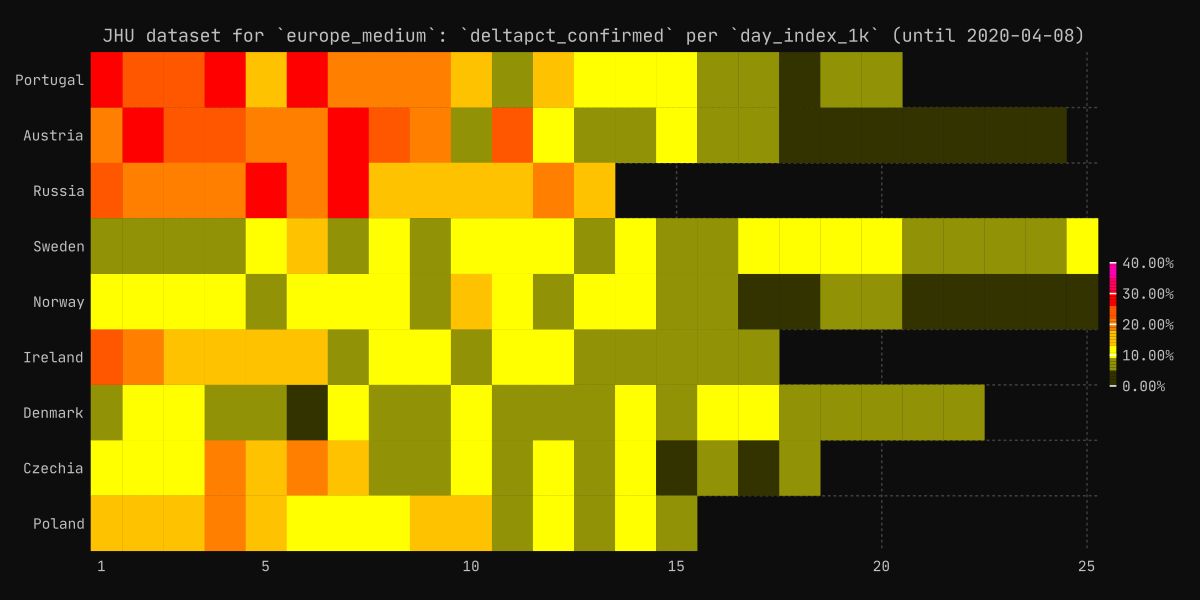 JHU dataset for `europe_medium`: `deltapct_confirmed` per `day_index_1k` (until 2020-04-08)
Portugal
Austria
Russia
Sweden
Norway
Ireland
Denmark
Czechia
Poland
1 5 10 15 20 25
40.00%
30.00%
20.00%
10.00%
0.00%